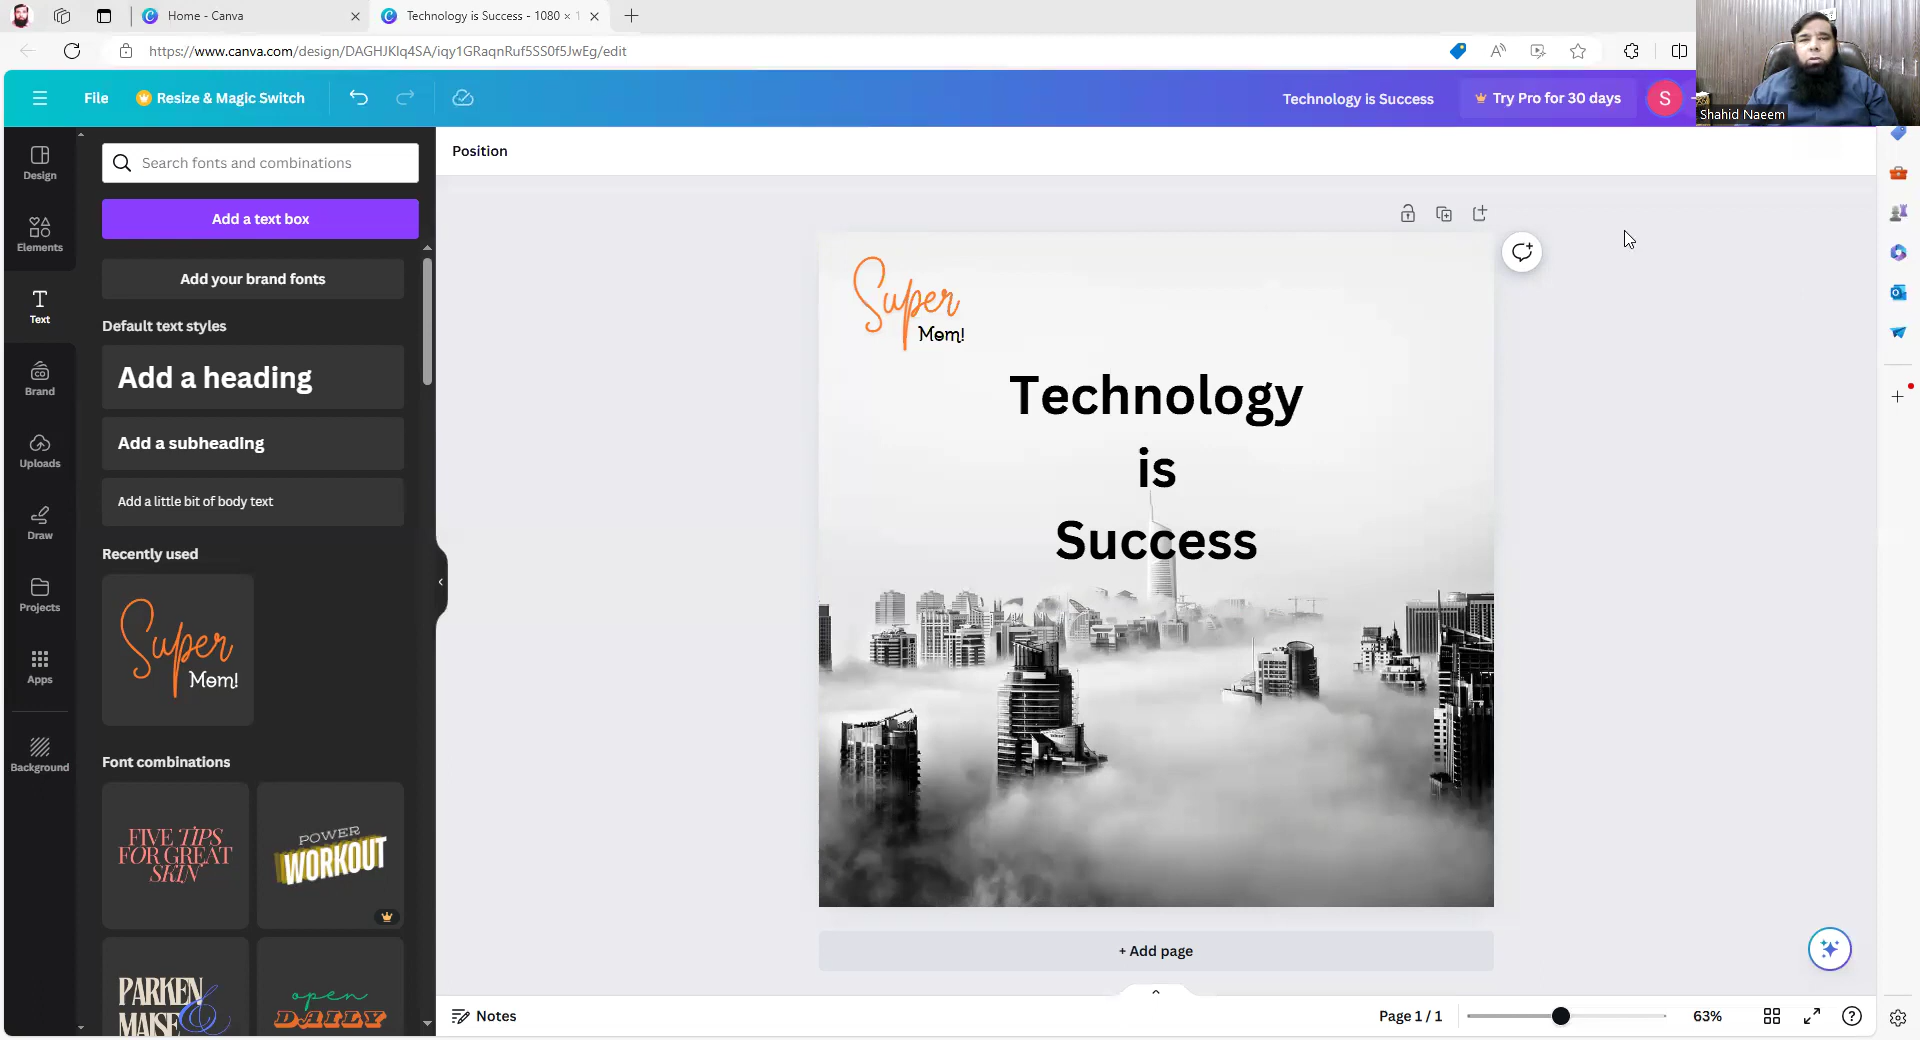 Home - Canva
Technology is Success - 1080 × 1
https://www.canva.com/design/DAGHJKlq4SA/iqy1GRaqnRuf5SS0f5JwEg/edit
File
Resize & Magic Switch
Technology is Success
Try Pro for 30 days
S
Shahid Naeem
Position
Design
Elements
Text
Brand
Uploads
Draw
Projects
Apps
Background
Search fonts and combinations
Add a text box
Add your brand fonts
Default text styles
Add a heading
Add a subheading
Add a little bit of body text
Recently used
Super
Mom!
Font combinations
FIVE TIPS
FOR GREAT
SKIN
POWER
WORKOUT
PARKEN
&
MAISE
open
DAILY
Super
Mom!
Technology
is
Success
+ Add page
Notes
Page 1 / 1
63%